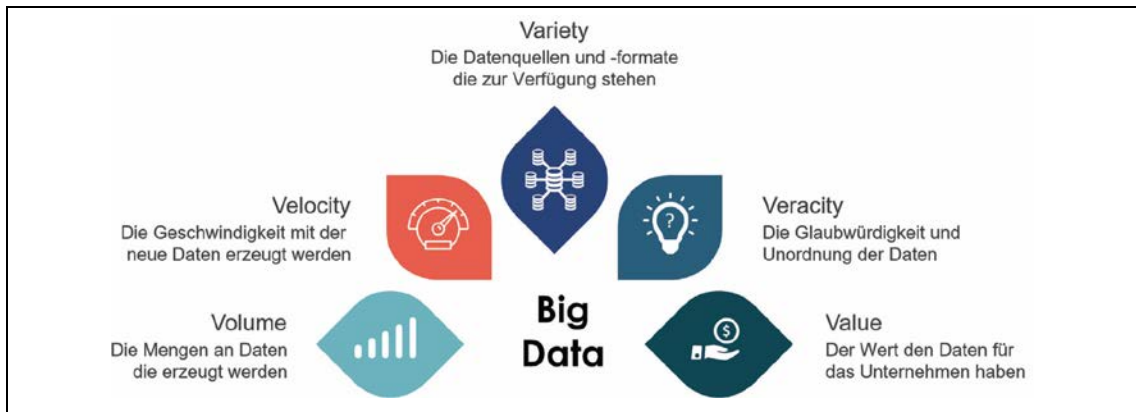 Variety
Die Datenquellen und -formate
die zur Verfügung stehen
Velocity
Die Geschwindigkeit mit der
neue Daten erzeugt werden
?
Veracity
Die Glaubwürdigkeit und
Unordnung der Daten
Volume
Die Mengen an Daten
die erzeugt werden
Big
Data
$
Value
Der Wert den Daten für
das Unternehmen haben